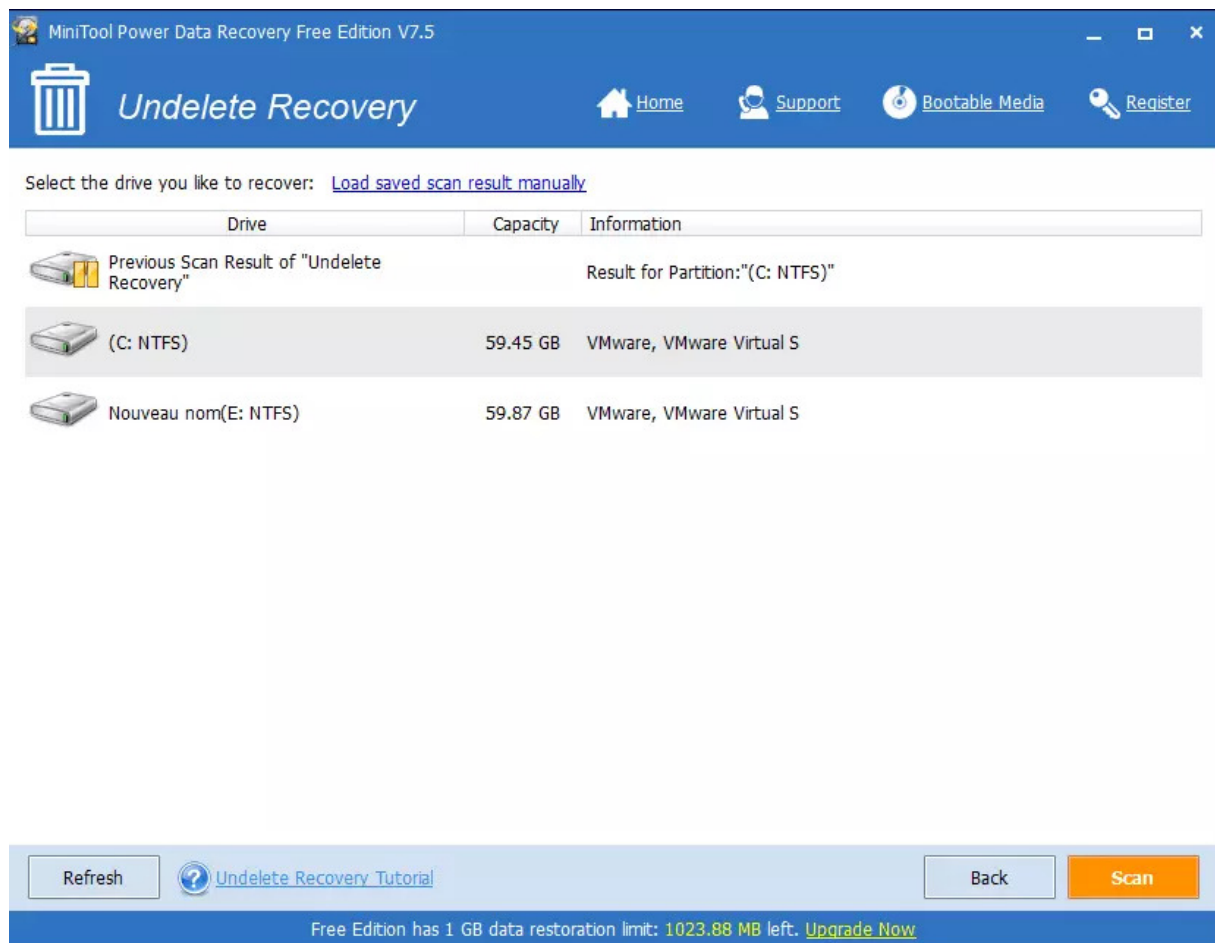 MiniTool Power Data Recovery Free Edition V7.5
Undelete Recovery
Home
Support
Bootable Media
Register
Select the drive you like to recover: Load saved scan result manually
Drive Capacity Information
Previous Scan Result of "Undelete
Recovery"
Result for Partition:"(C: NTFS)"
(C: NTFS) 59.45 GB VMware, VMware Virtual S
Nouveau nom(E: NTFS) 59.87 GB VMware, VMware Virtual S
Refresh
Undelete Recovery Tutorial
Back
Scan
Free Edition has 1 GB data restoration limit: 1023.88 MB left. Upgrade Now